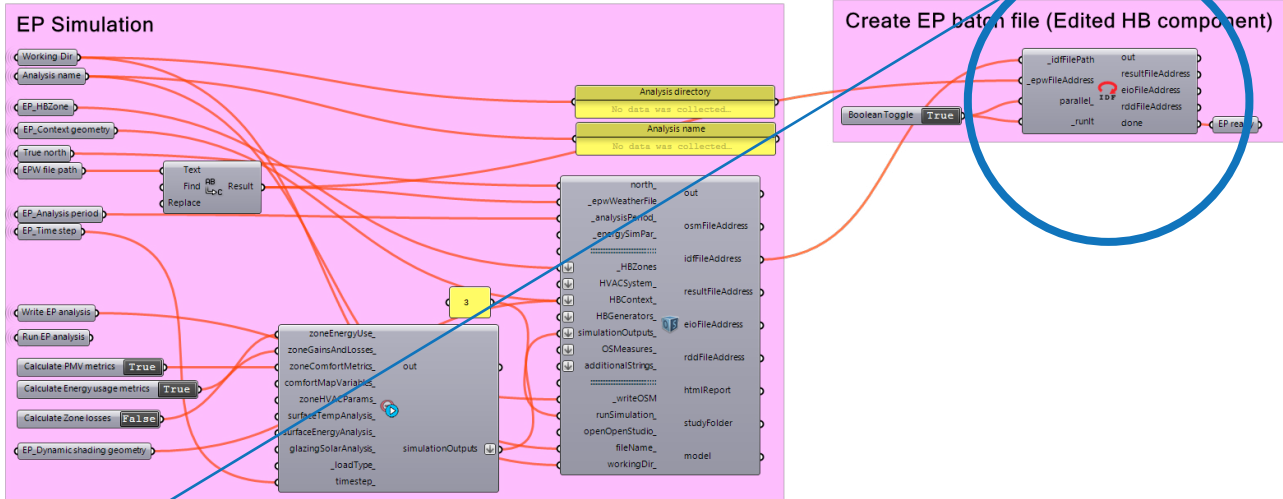 EP Simulation
Working Dir
Analysis name
EP_HBZone
EP_Context geometry
True north
EPW file path
EP_Analysis period
EP_Time step
Write EP analysis
Run EP analysis
Calculate PMV metrics True
Calculate Energy usage metrics True
Calculate Zone losses False
EP_Dynamic shading geometry
Text
Find
Replace
AB
C
Result
3
zoneEnergyUse_
zoneGainsAndLosses_
zoneComfortMetrics_
comfortMapVariables_
zoneHVACParams_
surfaceTempAnalysis_
surfaceEnergyAnalysis_
glazingSolarAnalysis_
_loadType_
timestep_
out
simulationOutputs
Analysis directory
No data was collected…
Analysis name
No data was collected…
north_
_epwWeatherFile
_analysisPeriod_
_energySimPar_
_HBZones
HVACSystem_
HBContext_
HBGenerators_
simulationOutputs_
OSMeasures_
additionalStrings_
_writeOSM
runSimulation_
openOpenStudio_
fileName_
workingDir_
OS
out
osmFileAddress
idfFileAddress
resultFileAddress
eioFileAddress
rddFileAddress
htmlReport
studyFolder
model
Create EP batch file (Edited HB component)
Boolean Toggle True
_idfFilePath
_epwFileAddress
parallel_
_runIt
IDF
out
resultFileAddress
eioFileAddress
rddFileAddress
done